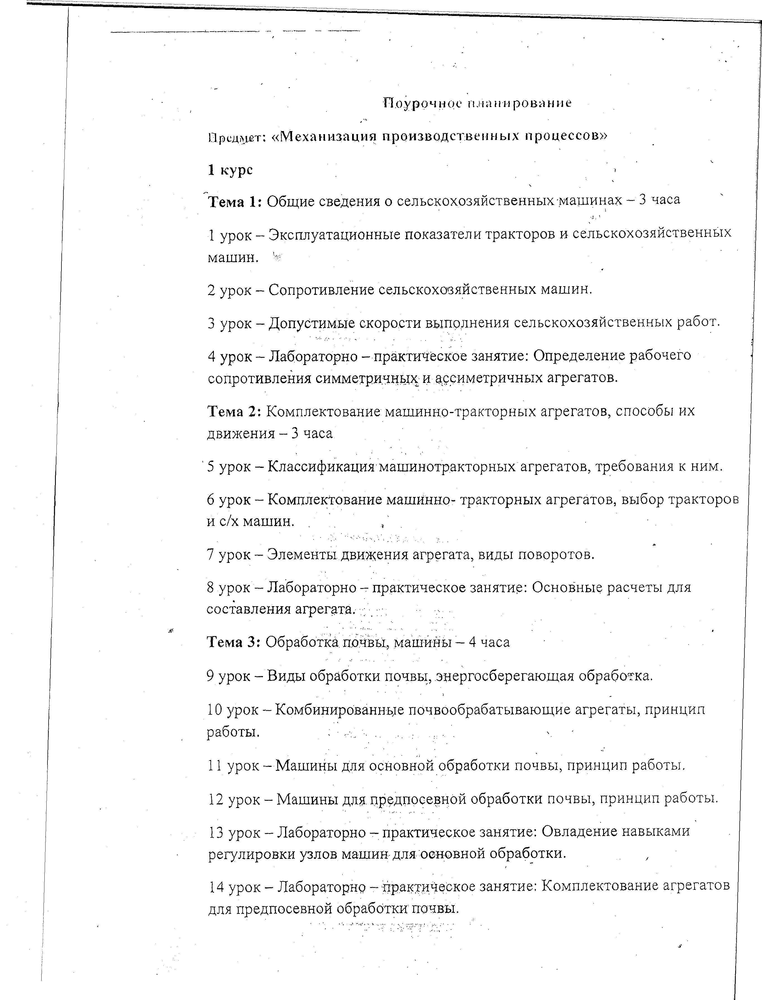 Поурочное планирование
Предмет: «Механизация производственных процессов»
1 курс
Тема 1: Общие сведения о сельскохозяйственных машинах – 3 часа
1 урок – Эксплуатационные показатели тракторов и сельскохозяйственных
машин.
2 урок – Сопротивление сельскохозяйственных машин.
3 урок – Допустимые скорости выполнения сельскохозяйственных работ.
4 урок – Лабораторно – практическое занятие: Определение рабочего
сопротивления симметричных и ассиметричных агрегатов.
Тема 2: Комплектование машинно-тракторных агрегатов, способы их
движения – 3 часа
5 урок – Классификация машинотракторных агрегатов, требования к ним.
6 урок – Комплектование машинно- тракторных агрегатов, выбор тракторов
и с/х машин.
7 урок – Элементы движения агрегата, виды поворотов.
8 урок – Лабораторно – практическое занятие: Основные расчеты для
составления агрегата.
Тема 3: Обработка почвы, машины – 4 часа
9 урок – Виды обработки почвы, энергосберегающая обработка.
10 урок – Комбинированные почвообрабатывающие агрегаты, принцип
работы.
11 урок – Машины для основной обработки почвы, принцип работы.
12 урок – Машины для предпосевной обработки почвы, принцип работы.
13 урок – Лабораторно – практическое занятие: Овладение навыками
регулировки узлов машин для основной обработки.
14 урок – Лабораторно – практическое занятие: Комплектование агрегатов
для предпосевной обработки почвы.